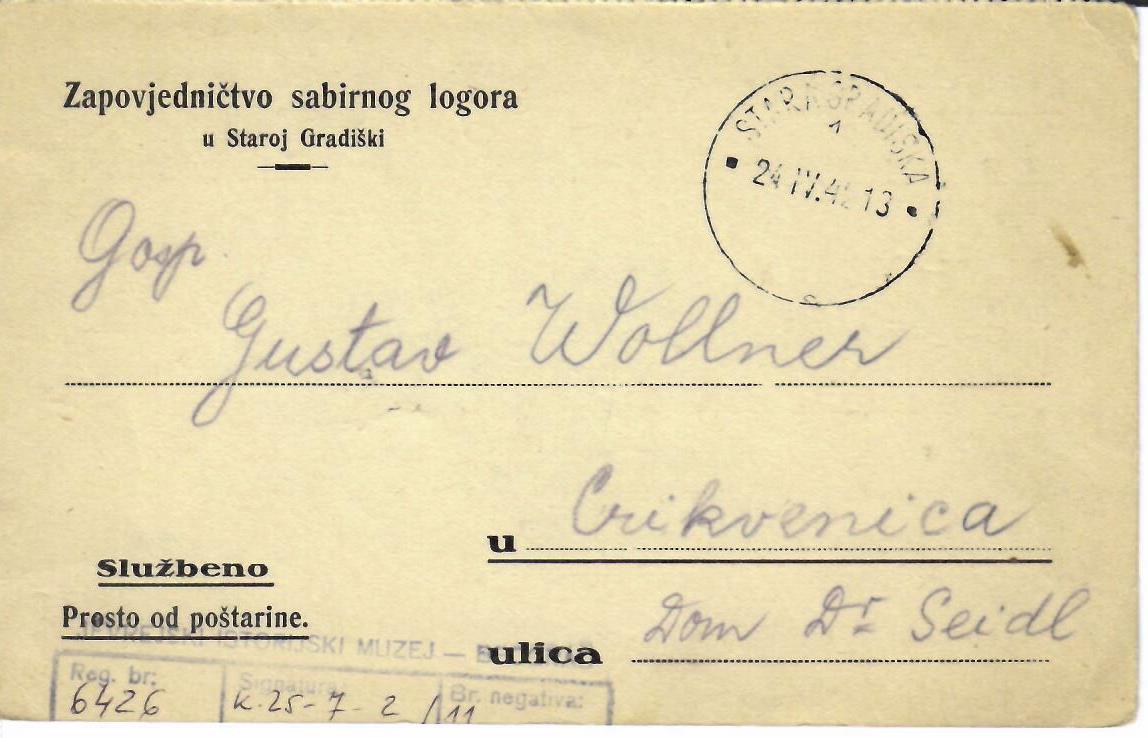 Zapovjedničtvo sabirnog logora
u Staroj Gradiški
STARA GRADIŠKA
24 IV.42 13
Gosp.
Gustav Wollner
u Crikvenica
Službeno
Prosto od poštarine.
ulica Dom Dr Seidl
JEVREJSKI ISTORIJSKI MUZEJ —
Reg. br: 6426
Signatura: K.25-7-2/11
Br. negativa: